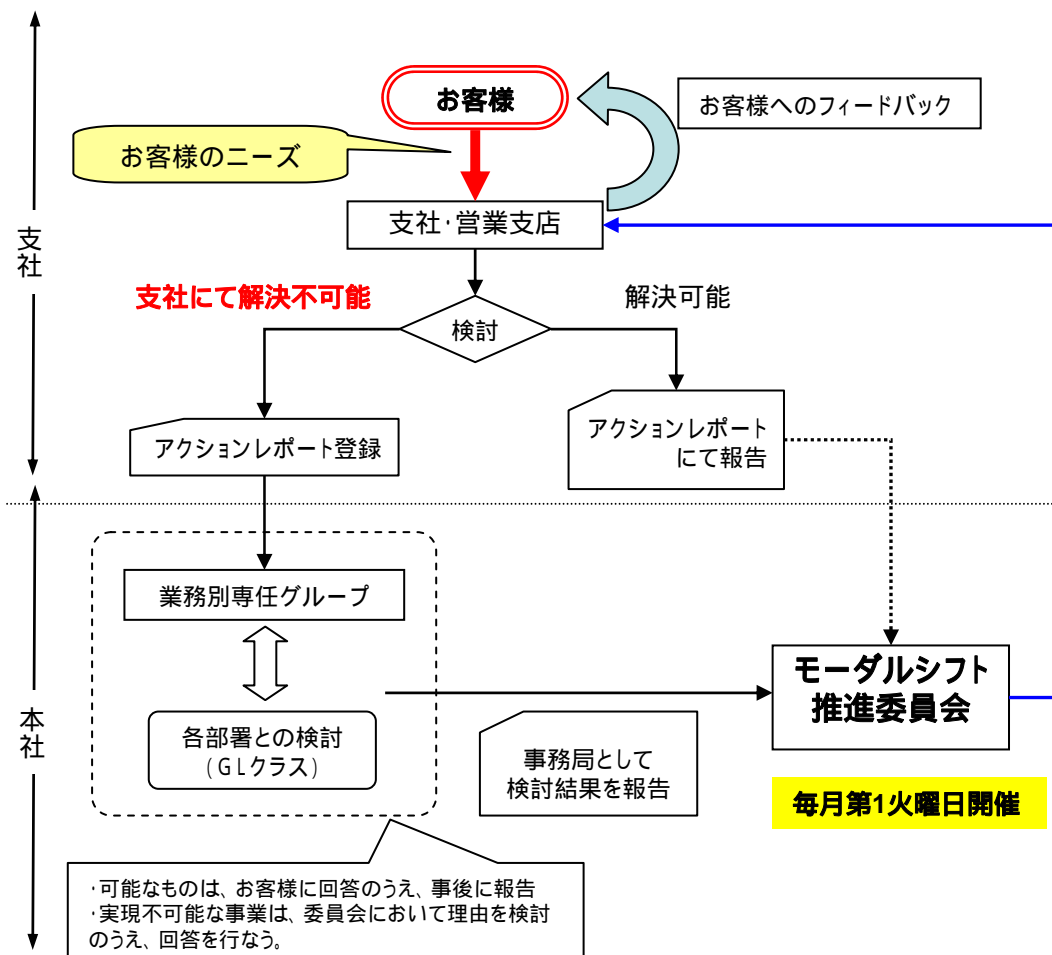 お客様
お客様へのフィードバック
お客様のニーズ
支社・営業支店
支社
支社にて解決不可能
解決可能
検討
アクションレポート登録
アクションレポート
にて報告
業務別専任グループ
モーダルシフト
推進委員会
本社
各部署との検討
(GLクラス)
事務局として
検討結果を報告
毎月第1火曜日開催
・可能なものは、お客様に回答のうえ、事後に報告
・実現不可能な事業は、委員会において理由を検討
のうえ、回答を行なう。